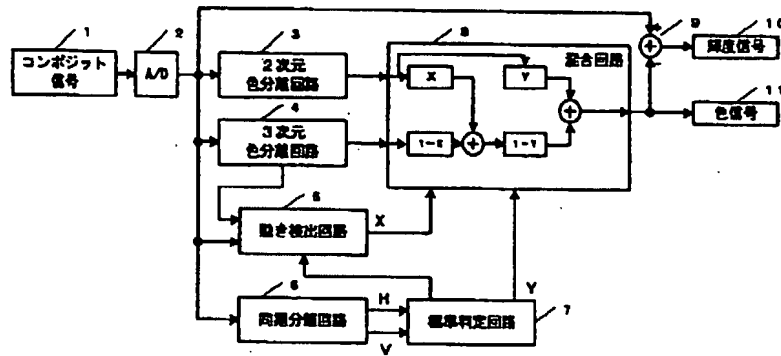 1
コンポジット
信号
2
A/D
3
2次元
色分離回路
4
3次元
色分離回路
5
動き検出回路
X
6
同期分離回路
H
V
標準判定回路
7
Y
8
混合回路
X
Y
1-X
1-Y
9
10
輝度信号
11
色信号